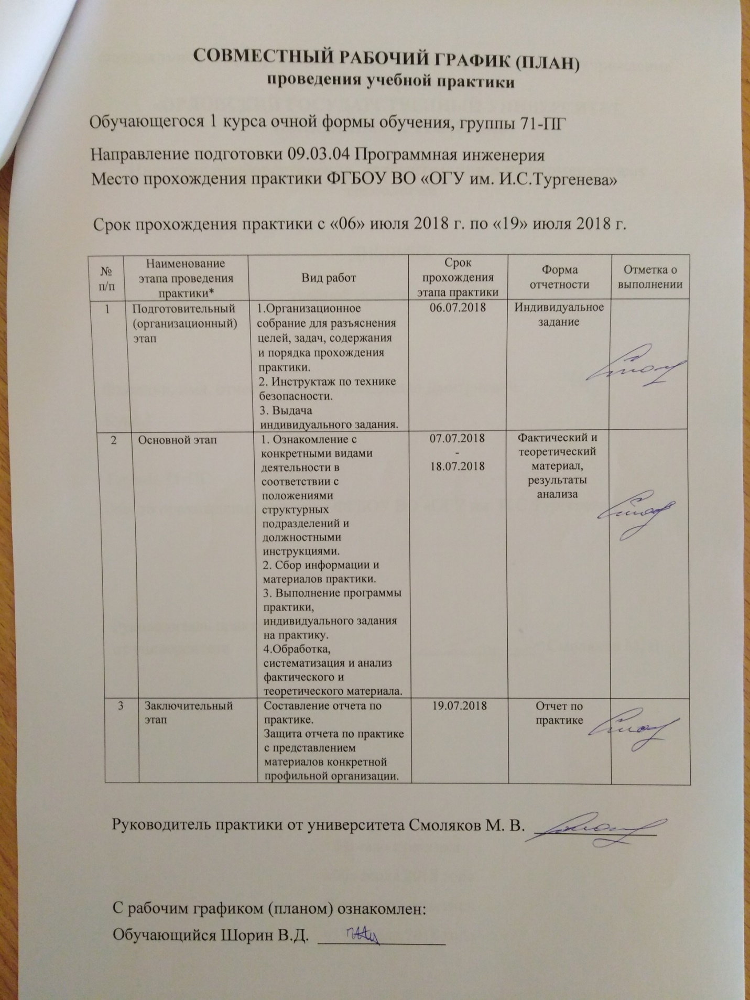 СОВМЕСТНЫЙ РАБОЧИЙ ГРАФИК (ПЛАН)
проведения учебной практики
Обучающегося 1 курса очной формы обучения, группы 71-ПГ
Направление подготовки 09.03.04 Программная инженерия
Место прохождения практики ФГБОУ ВО «ОГУ им. И.С.Тургенева»
Срок прохождения практики с «06» июля 2018 г. по «19» июля 2018 г.
№
п/п
Наименование
этапа проведения
практики*
Вид работ
Срок
прохождения
этапа практики
Форма
отчетности
Отметка о
выполнении
1
Подготовительный
(организационный)
этап
1.Организационное
собрание для разъяснения
целей, задач, содержания
и порядка прохождения
практики.
2. Инструктаж по технике
безопасности.
3. Выдача
индивидуального задания.
06.07.2018
Индивидуальное
задание
2
Основной этап
1. Ознакомление с
конкретными видами
деятельности в
соответствии с
положениями
структурных
подразделений и
должностными
инструкциями.
2. Сбор информации и
материалов практики.
3. Выполнение программы
практики,
индивидуального задания
на практику.
4.Обработка,
систематизация и анализ
фактического и
теоретического материала.
07.07.2018
-
18.07.2018
Фактический и
теоретический
материал,
результаты
анализа
3
Заключительный
этап
Составление отчета по
практике.
Защита отчета по практике
с представлением
материалов конкретной
профильной организации.
19.07.2018
Отчет по
практике
Руководитель практики от университета Смоляков М. В.
С рабочим графиком (планом) ознакомлен:
Обучающийся Шорин В.Д.